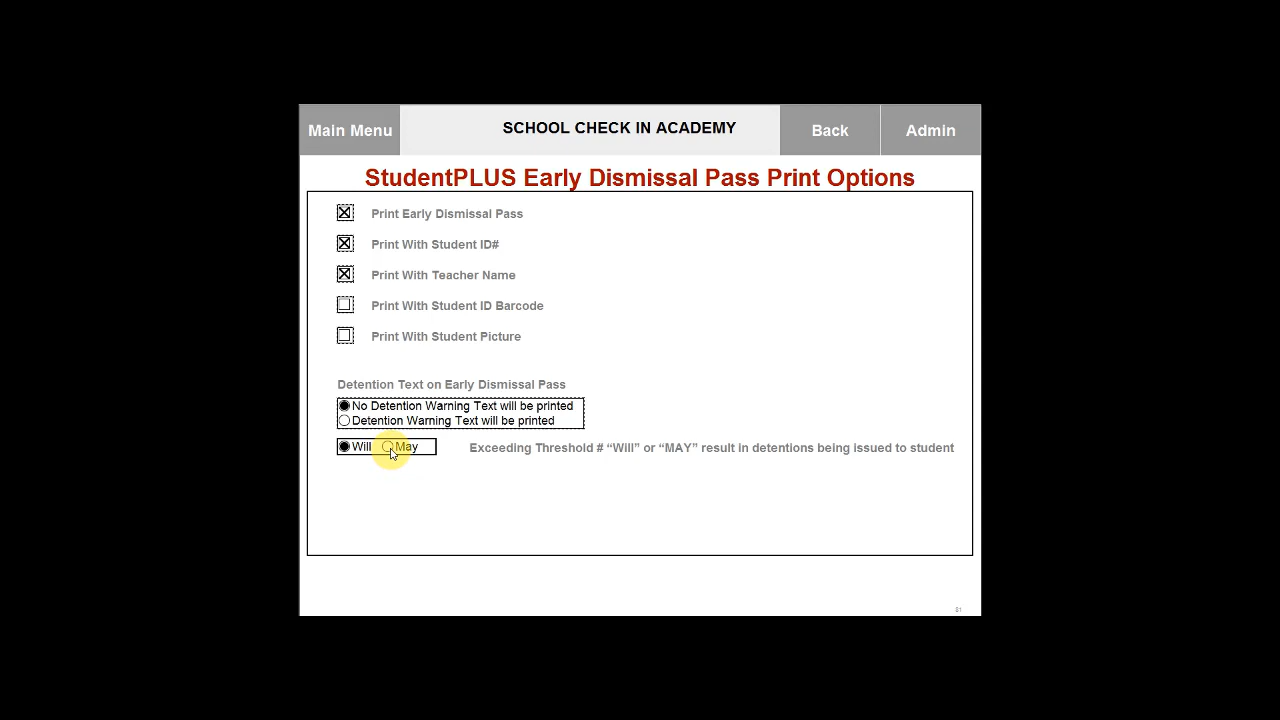 Main Menu
SCHOOL CHECK IN ACADEMY
Back
Admin
StudentPLUS Early Dismissal Pass Print Options
Print Early Dismissal Pass
Print With Student ID#
Print With Teacher Name
Print With Student ID Barcode
Print With Student Picture
Detention Text on Early Dismissal Pass
No Detention Warning Text will be printed
Detention Warning Text will be printed
Will May
Exceeding Threshold # “Will” or “MAY” result in detentions being issued to student
81